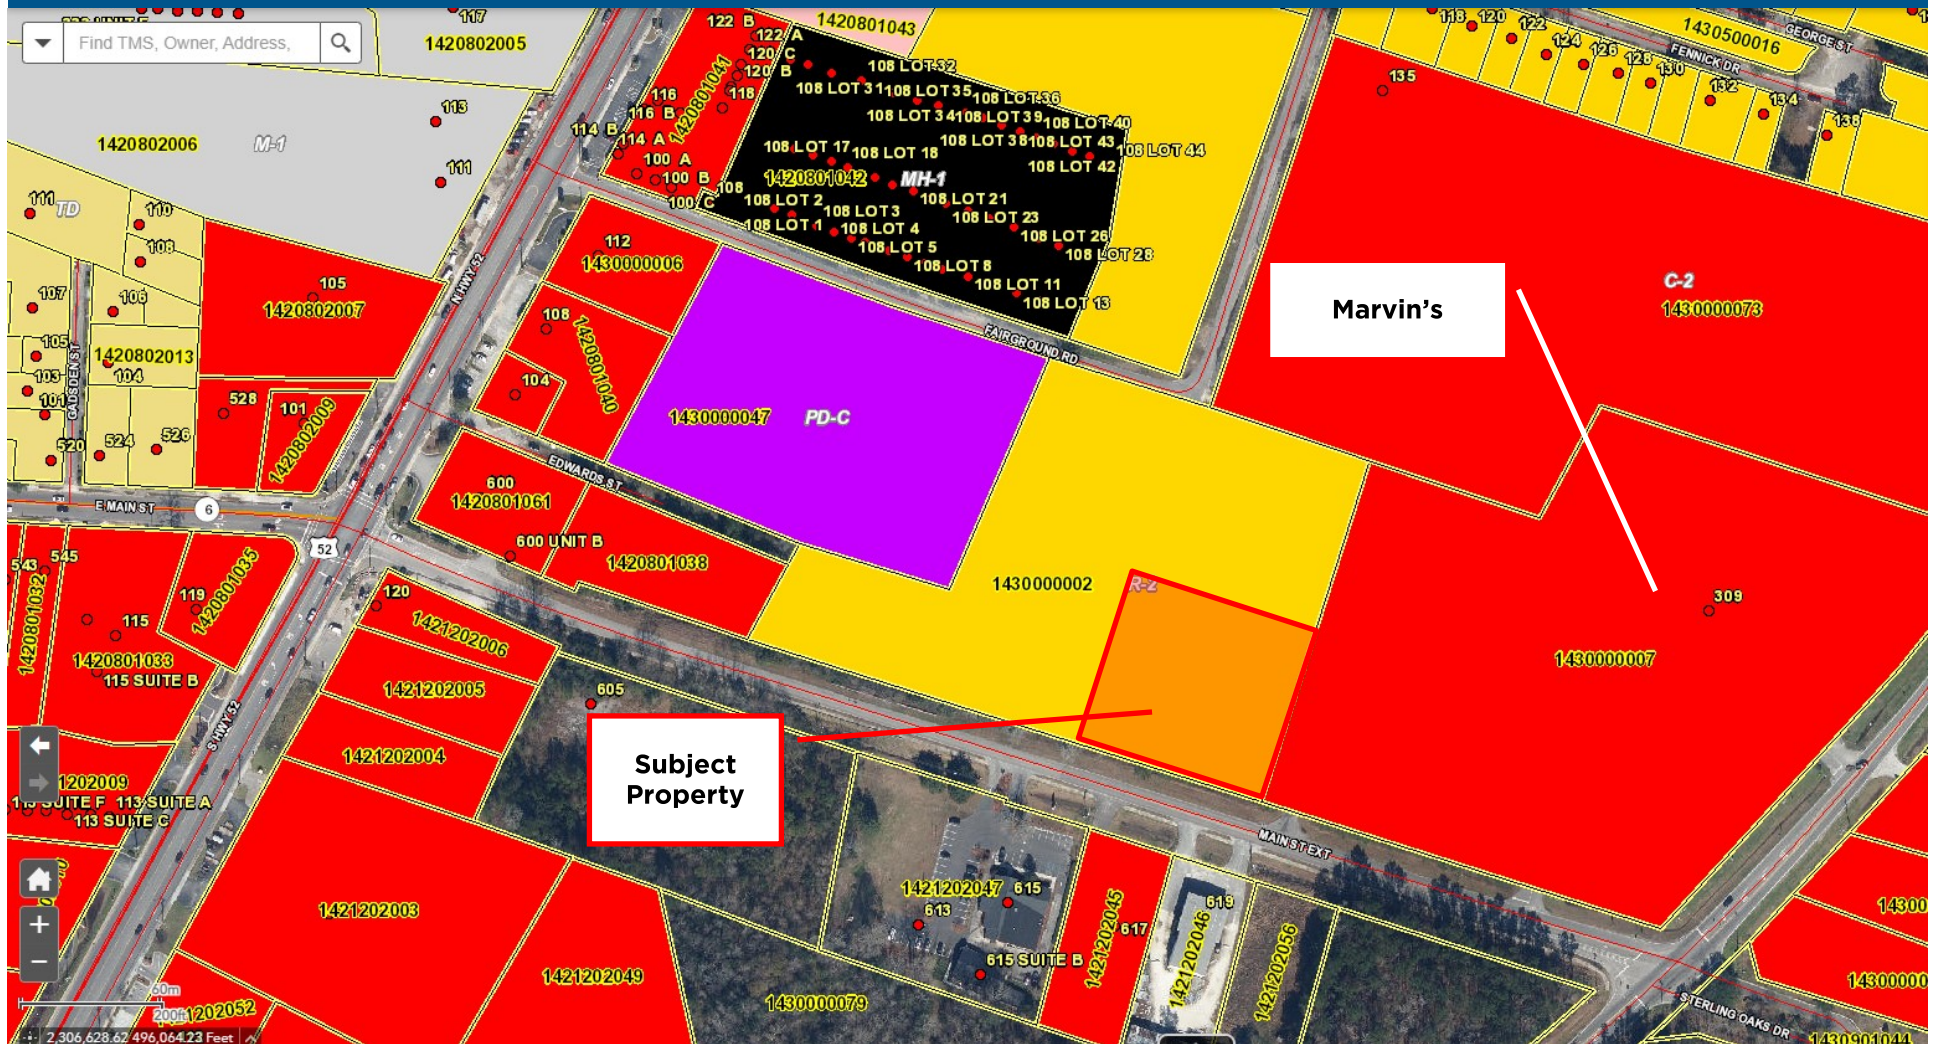 117
Find TMS, Owner, Address,
1420802005
122 B
122 A
120 C
120 B
118
1420801041
1420801043
108 LOT 32
108 LOT 31
108 LOT 35
108 LOT 36
108 LOT 34
108 LOT 39
108 LOT 40
108 LOT 38
108 LOT 43
108 LOT 44
108 LOT 42
108 LOT 17
108 LOT 18
1420801042
MH-1
108
108 LOT 2
108 LOT 21
108 LOT 3
108 LOT 23
108 LOT 1
108 LOT 4
108 LOT 26
108 LOT 5
108 LOT 28
108 LOT 8
108 LOT 11
108 LOT 13
118
120
122
124
126
128
130
132
134
138
1430500016
GEORGE ST
FENNICK DR
135
113
111
1420802006
M-1
116
116 B
114 B
114 A
100 A
100 B
100 C
111
TD
110
108
107
106
105
1420802007
N HWY 52
112
1430000006
108
1420801040
104
FAIRGROUND RD
Marvin's
C-2
1430000073
105
1420802013
103
104
101
GADSDEN ST
528
101
1420802009
520
524
526
1430000047
PD-C
EDWARDS ST
600
1420801061
600 UNIT B
1420801038
E MAIN ST
6
52
543
545
1420801032
119
1420801035
115
1420801033
115 SUITE B
120
1421202006
1421202005
1421202004
605
1430000002
R-2
309
1430000007
Subject
Property
S HWY 52
1202009
113 SUITE A
113 SUITE C
MAIN ST EXT
1421202003
1421202049
1421202047
615
613
615 SUITE B
1421202045
617
619
1421202046
1421202056
1430000079
14300
1430000
STERLING OAKS DR
1430901044
60m
200ft
1421202052
2,306,628.62 496,064.23 Feet